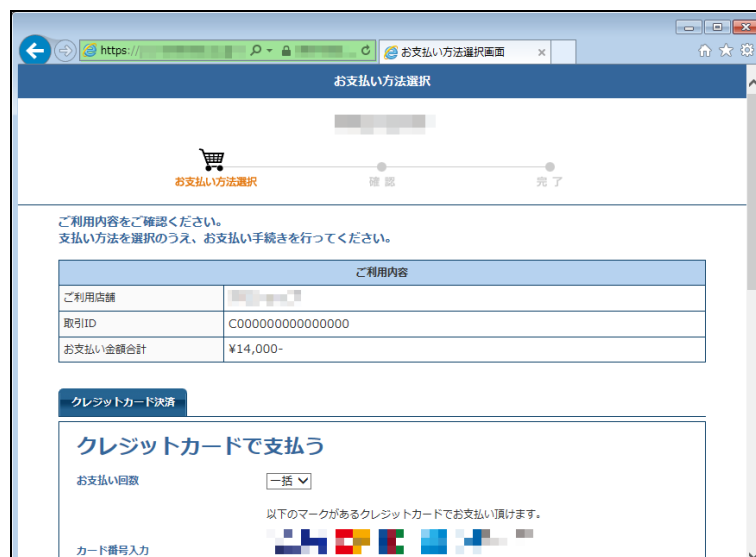 https://
お支払い方法選択画面
お支払い方法選択
お支払い方法選択
確認
完了
ご利用内容をご確認ください。
支払い方法を選択のうえ、お支払い手続きを行ってください。
ご利用内容
ご利用店舗
取引ID C000000000000000
お支払い金額合計 ¥14,000-
クレジットカード決済
クレジットカードで支払う
お支払い回数 一括
以下のマークがあるクレジットカードでお支払い頂けます。
カード番号入力